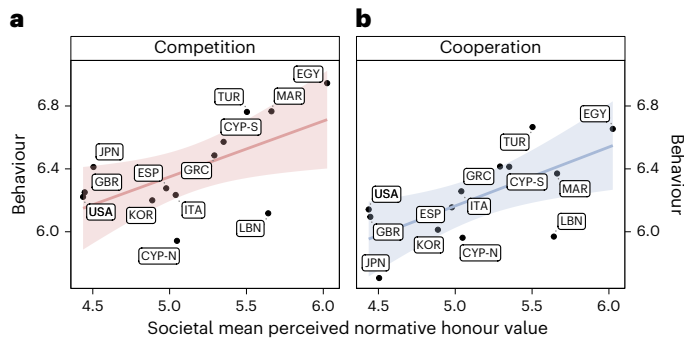 a b
Competition Cooperation
EGY
TUR MAR
6.8 6.8
EGY
CYP-S
TUR
JPN
ESP GRC
6.4 6.4
GRC
CYP-S
MAR
GBR
USA
USA
KOR ITA
ESP ITA
LBN
LBN
GBR
6.0 6.0
KOR
CYP-N
CYP-N
JPN
Behaviour Behaviour
4.5 5.0 5.5 6.0 4.5 5.0 5.5 6.0
Societal mean perceived normative honour value